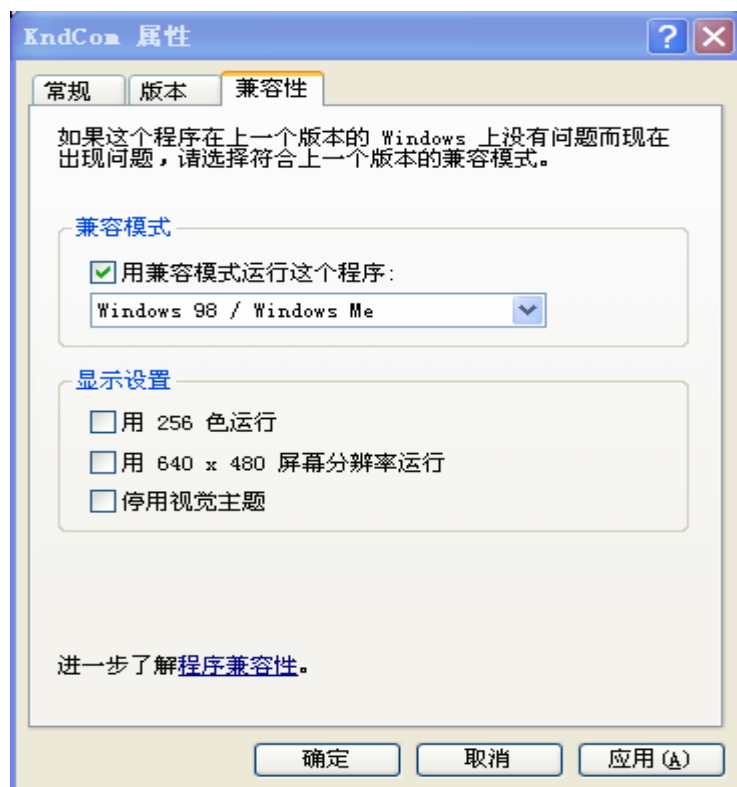 KndCom 属性
常规 版本 兼容性
如果这个程序在上一个版本的 Windows 上没有问题而现在
出现问题，请选择符合上一个版本的兼容模式。
兼容模式
用兼容模式运行这个程序:
Windows 98 / Windows Me
显示设置
用 256 色运行
用 640 x 480 屏幕分辨率运行
停用视觉主题
进一步了解程序兼容性。
确定 取消 应用(A)